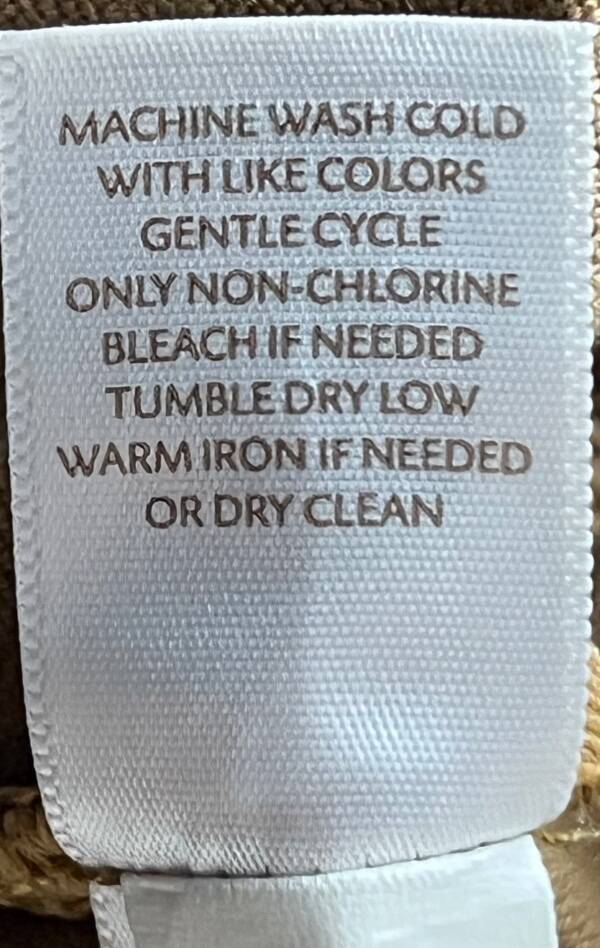 MACHINE WASH COLD
WITH LIKE COLORS
GENTLE CYCLE
ONLY NON-CHLORINE
BLEACH IF NEEDED
TUMBLE DRY LOW
WARM IRON IF NEEDED
OR DRY CLEAN